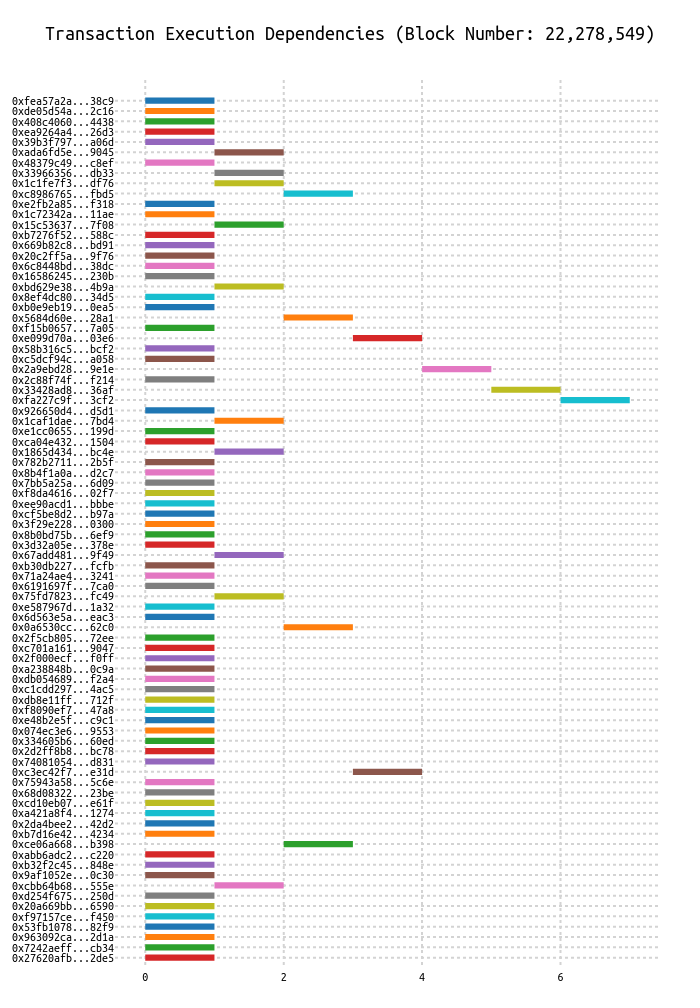 Transaction Execution Dependencies (Block Number: 22,278,549)
0xfea57a2a...38c9
0xde05d54a...2c16
0x408c4060...4438
0xea9264a4...26d3
0x39b3f797...a06d
0xada6fd5e...9045
0x48379c49...c8ef
0x33966356...db33
0x1c1fe7f3...df76
0xc8986765...fbd5
0xe2fb2a85...f318
0x1c72342a...11ae
0x15c53637...7f08
0xb7276f52...588c
0x669b82c8...bd91
0x20c2ff5a...9f76
0x6c8448bd...38dc
0x16586245...230b
0xbd629e38...4b9a
0x8ef4dc80...34d5
0xb0e9eb19...0ea5
0x5684d60e...28a1
0xf15b0657...7a05
0xe099d70a...03e6
0x58b316c5...bcf2
0xc5dcf94c...a058
0x2a9ebd28...9e1e
0x2c88f74f...f214
0x33428ad8...36af
0xfa227c9f...3cf2
0x926650d4...d5d1
0x1caf1dae...7bd4
0xe1cc0655...199d
0xca04e432...1504
0x1865d434...bc4e
0x782b2711...2b5f
0x8b4f1a0a...d2c7
0x7bb5a25a...6d09
0xf8da4616...02f7
0xee90acd1...bbbe
0xcf5be8d2...b97a
0x3f29e228...0300
0x8b0bd75b...6ef9
0x3d32a05e...378e
0x67add481...9f49
0xb30db227...fcfb
0x71a24ae4...3241
0x6191697f...7ca0
0x75fd7823...fc49
0xe587967d...1a32
0x6d563e5a...eac3
0x0a6530cc...62c0
0x2f5cb805...72ee
0xc701a161...9047
0x2f000ecf...f0ff
0xa238848b...0c9a
0xdb054689...f2a4
0xc1cdd297...4ac5
0xdb8e11ff...712f
0xf8090ef7...47a8
0xe48b2e5f...c9c1
0x074ec3e6...9553
0x334605b6...60ed
0x2d2ff8b8...bc78
0x74081054...d831
0xc3ec42f7...e31d
0x75943a58...5c6e
0x68d08322...23be
0xcd10eb07...e61f
0xa421a8f4...1274
0x2da4bee2...42d2
0xb7d16e42...4234
0xce06a668...b398
0xabb6adc2...c220
0xb32f2c45...848e
0x9af1052e...0c30
0xcbb64b68...555e
0xd254f675...250d
0x20a669bb...6590
0xf97157ce...f450
0x53fb1078...82f9
0x963092ca...2d1a
0x7242aeff...cb34
0x27620afb...2de5
0 2 4 6